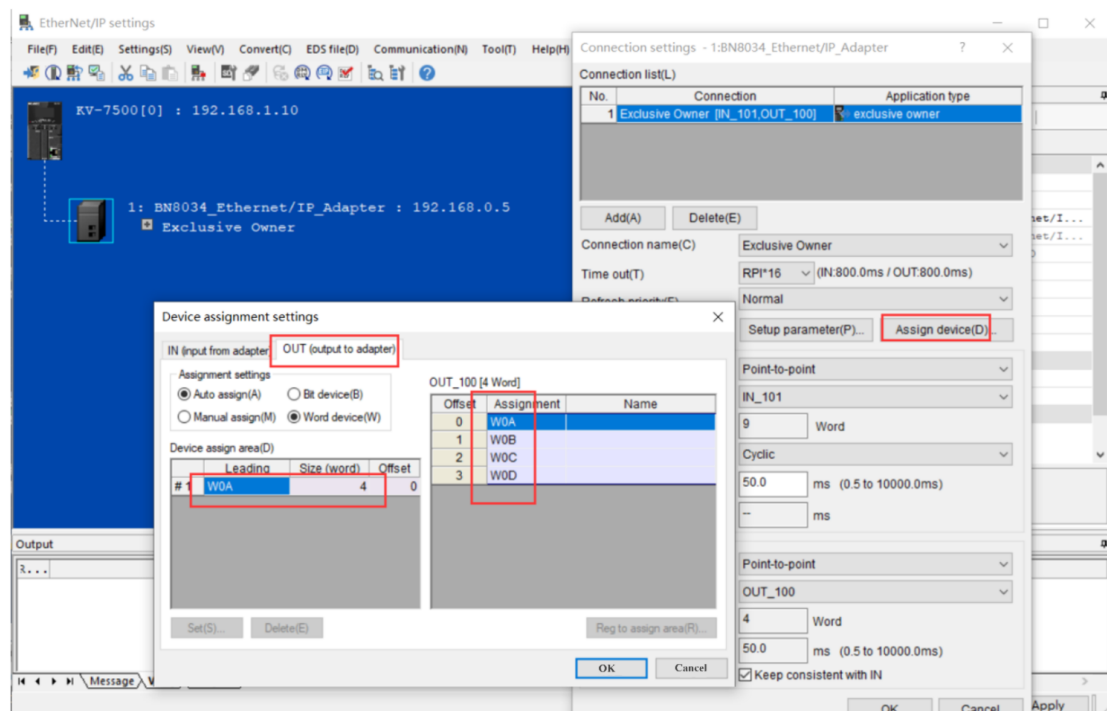 EtherNet/IP settings
File(F) Edit(E) Settings(S) View(V) Convert(C) EDS file(D) Communication(N) Tool(T) Help(H)
KV-7500[0] : 192.168.1.10
1: BN8034_Ethernet/IP_Adapter : 192.168.0.5
Exclusive Owner
Connection settings - 1:BN8034_Ethernet/IP_Adapter ?
Connection list(L)
No. Connection Application type
1 Exclusive Owner [IN_101,OUT_100] exclusive owner
Add(A) Delete(E)
Connection name(C) Exclusive Owner
Time out(T) RPI*16 (IN:800.0ms / OUT:800.0ms)
Refresh priority(F) Normal
Setup parameter(P)... Assign device(D)...
Point-to-point
IN_101
9 Word
Cyclic
50.0 ms (0.5 to 10000.0ms)
-- ms
Point-to-point
OUT_100
4 Word
50.0 ms (0.5 to 10000.0ms)
Keep consistent with IN
OK Cancel
Apply
net/I...
net/I...
Device assignment settings
IN (input from adapter) OUT (output to adapter)
Assignment settings
Auto assign(A) Bit device(B)
Manual assign(M) Word device(W)
Device assign area(D)
Leading Size (word) Offset
# 1 W0A 4 0
Set(S)... Delete(E)
OUT_100 [4 Word]
Offset Assignment Name
0 W0A
1 W0B
2 W0C
3 W0D
Reg to assign area(R)...
OK Cancel
Output
Message